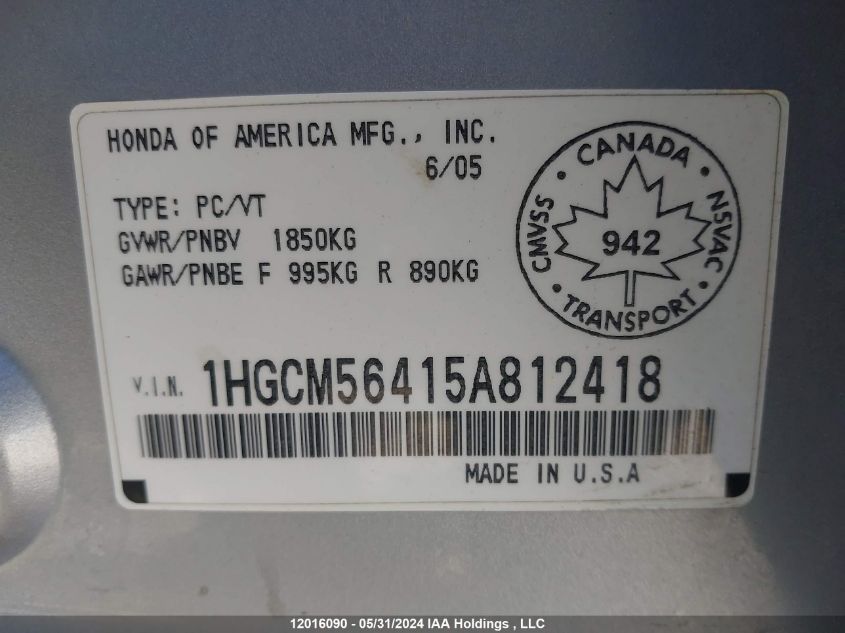 HONDA OF AMERICA MFG., INC.
6/05
TYPE: PC/VT
GVWR/PNBV 1850KG
GAWR/PNBE F 995KG R 890KG
CANADA
CMVSS
NSVAC
942
TRANSPORT
V.I.N. 1HGCM56415A812418
MADE IN U.S.A
12016090 - 05/31/2024 IAA Holdings , LLC